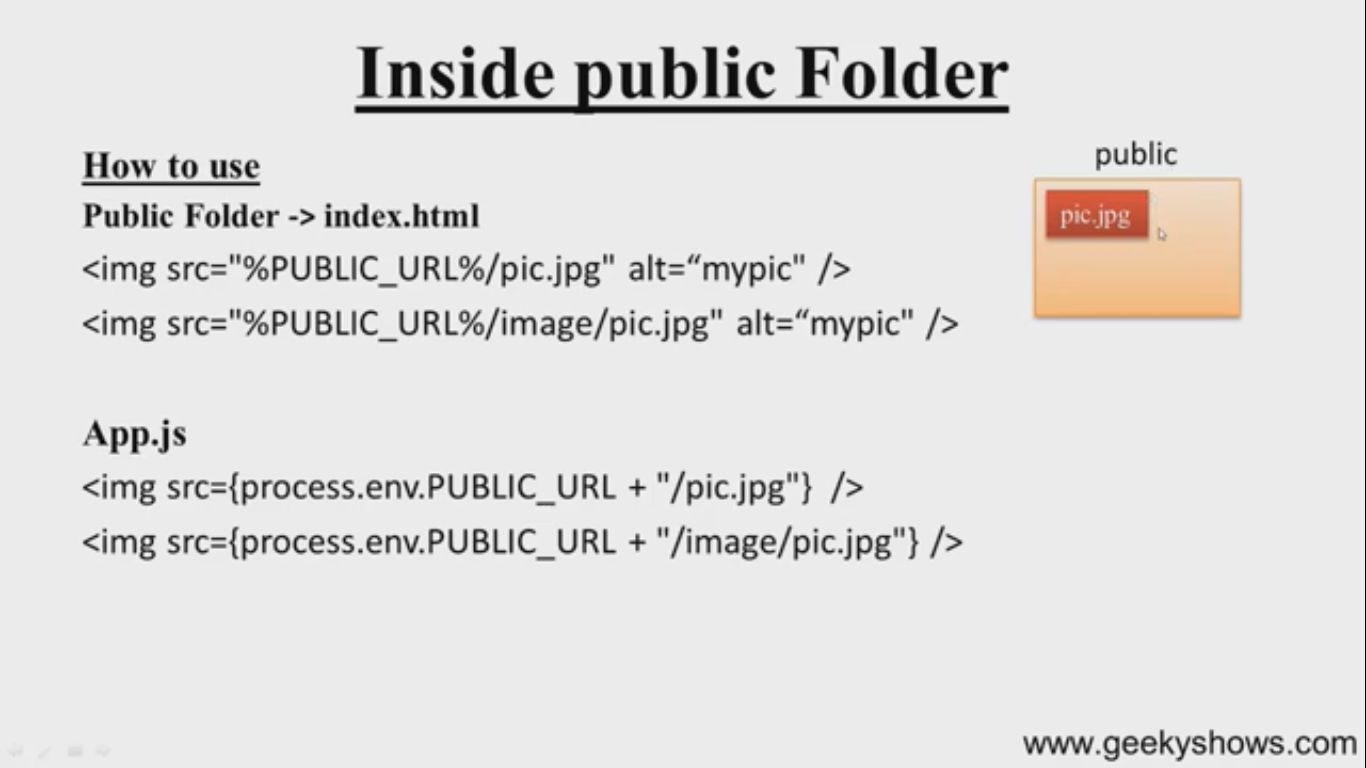 Inside public Folder
How to use
Public Folder -> index.html
<img src="%PUBLIC_URL%/pic.jpg" alt=“mypic" />
<img src="%PUBLIC_URL%/image/pic.jpg" alt=“mypic" />
App.js
<img src={process.env.PUBLIC_URL + "/pic.jpg"} />
<img src={process.env.PUBLIC_URL + "/image/pic.jpg"} />
public
pic.jpg
www.geekyshows.com